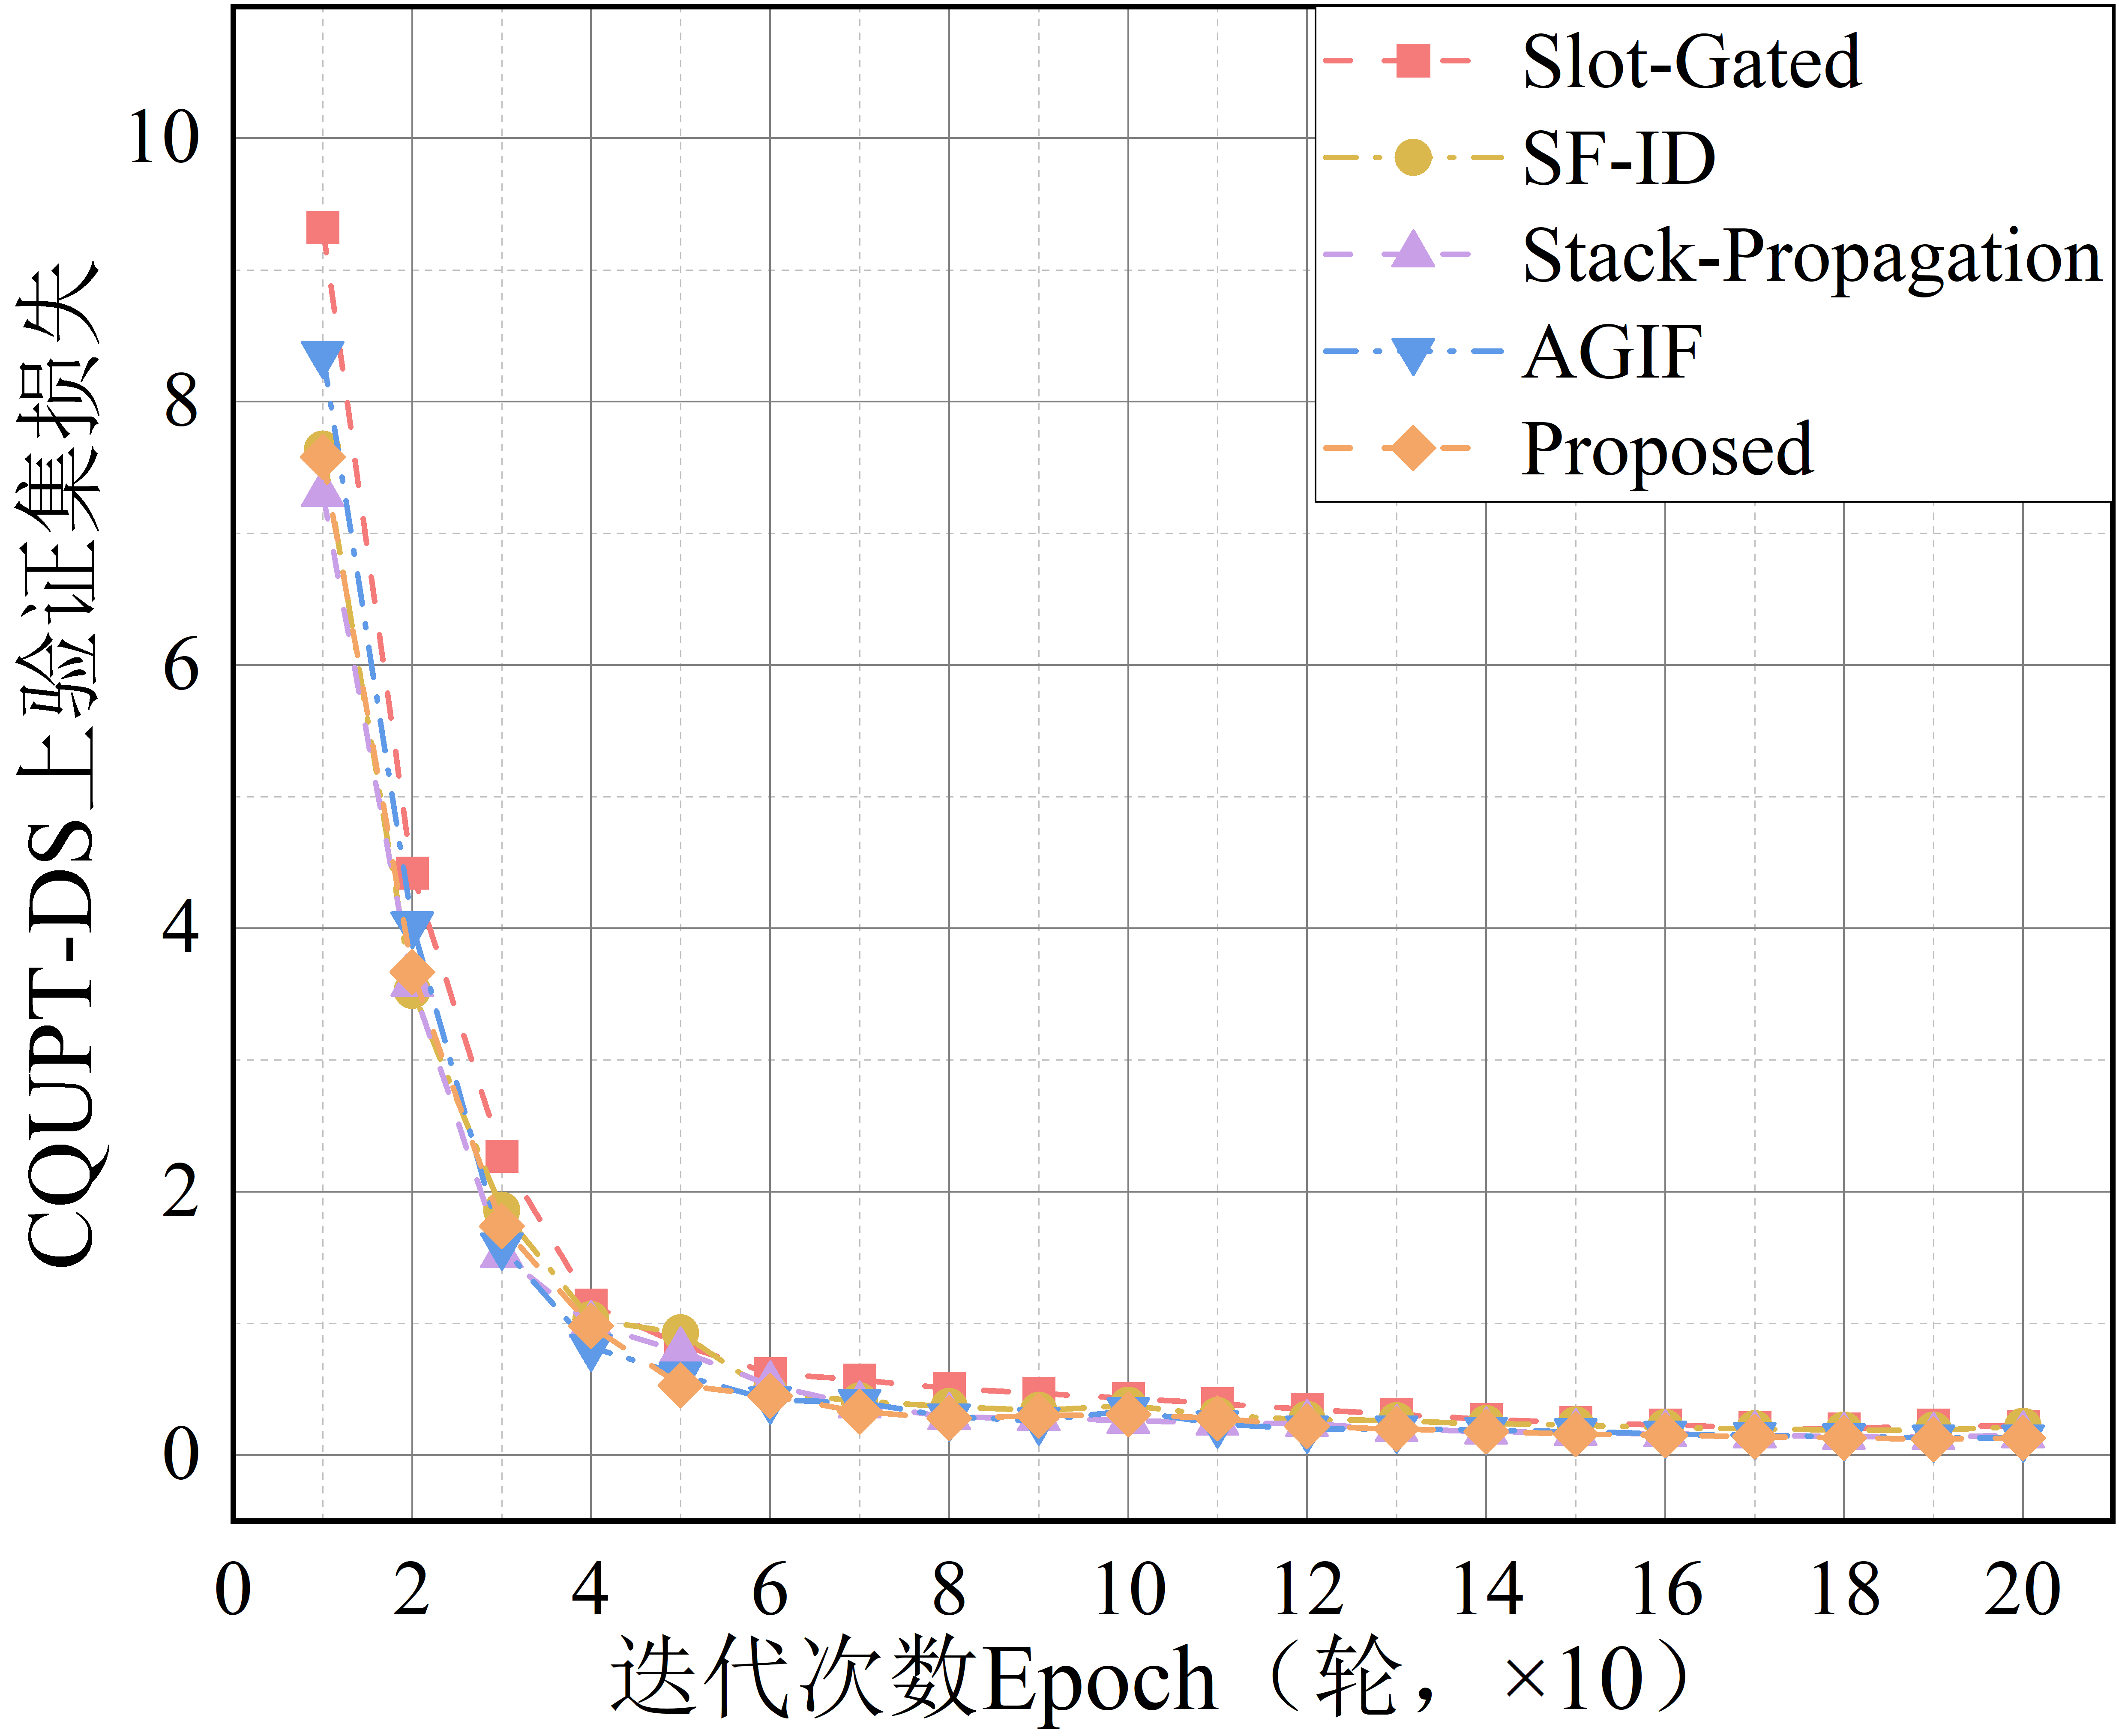 CQUPT-DS上验证集损失
10
8
6
4
2
0
0 2 4 6 8 10 12 14 16 18 20
迭代次数Epoch（轮，×10）
Slot-Gated
SF-ID
Stack-Propagation
AGIF
Proposed